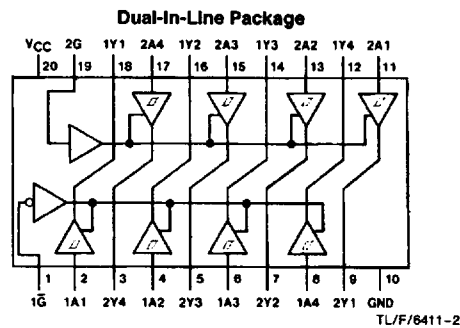 Dual-In-Line Package
VCC 2G 1Y1 2A4 1Y2 2A3 1Y3 2A2 1Y4 2A1
20 19 18 17 16 15 14 13 12 11
1 2 3 4 5 6 7 8 9 10
1G̅ 1A1 2Y4 1A2 2Y3 1A3 2Y2 1A4 2Y1 GND
TL/F/6411-2